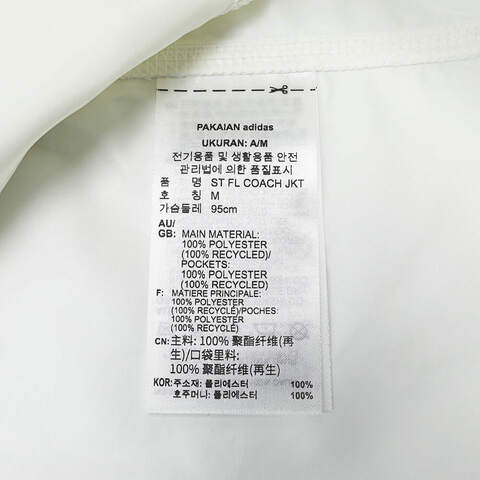 PAKAIAN adidas
UKURAN: A/M
전기용품 및 생활용품 안전
관리법에 의한 품질표시
품 명 ST FL COACH JKT
호 칭 M
가슴둘레 95cm
AU/
GB: MAIN MATERIAL:
100% POLYESTER
(100% RECYCLED)/
POCKETS:
100% POLYESTER
(100% RECYCLED)
F: MATIERE PRINCIPALE:
100% POLYESTER
(100% RECYCLÉ)/POCHES:
100% POLYESTER
(100% RECYCLÉ)
CN: 主料: 100% 聚酯纤维(再
生)/口袋里料:
100% 聚酯纤维(再生)
KOR: 주소재: 폴리에스터 100%
호주머니: 폴리에스터 100%